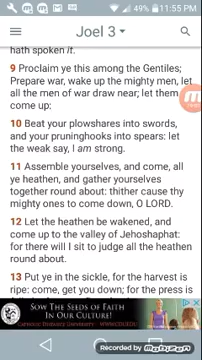 49% 11:55 PM
Joel 3
hath spoken it.
9 Proclaim ye this among the Gentiles;
Prepare war, wake up the mighty men, let
all the men of war draw near; let them
come up:
10 Beat your plowshares into swords,
and your pruninghooks into spears: let
the weak say, I am strong.
11 Assemble yourselves, and come, all
ye heathen, and gather yourselves
together round about: thither cause thy
mighty ones to come down, O LORD.
12 Let the heathen be wakened, and
come up to the valley of Jehoshaphat:
for there will I sit to judge all the heathen
round about.
13 Put ye in the sickle, for the harvest is
ripe: come, get you down; for the press is
SOW THE SEEDS OF FAITH
IN OUR CULTURE!
Recorded by